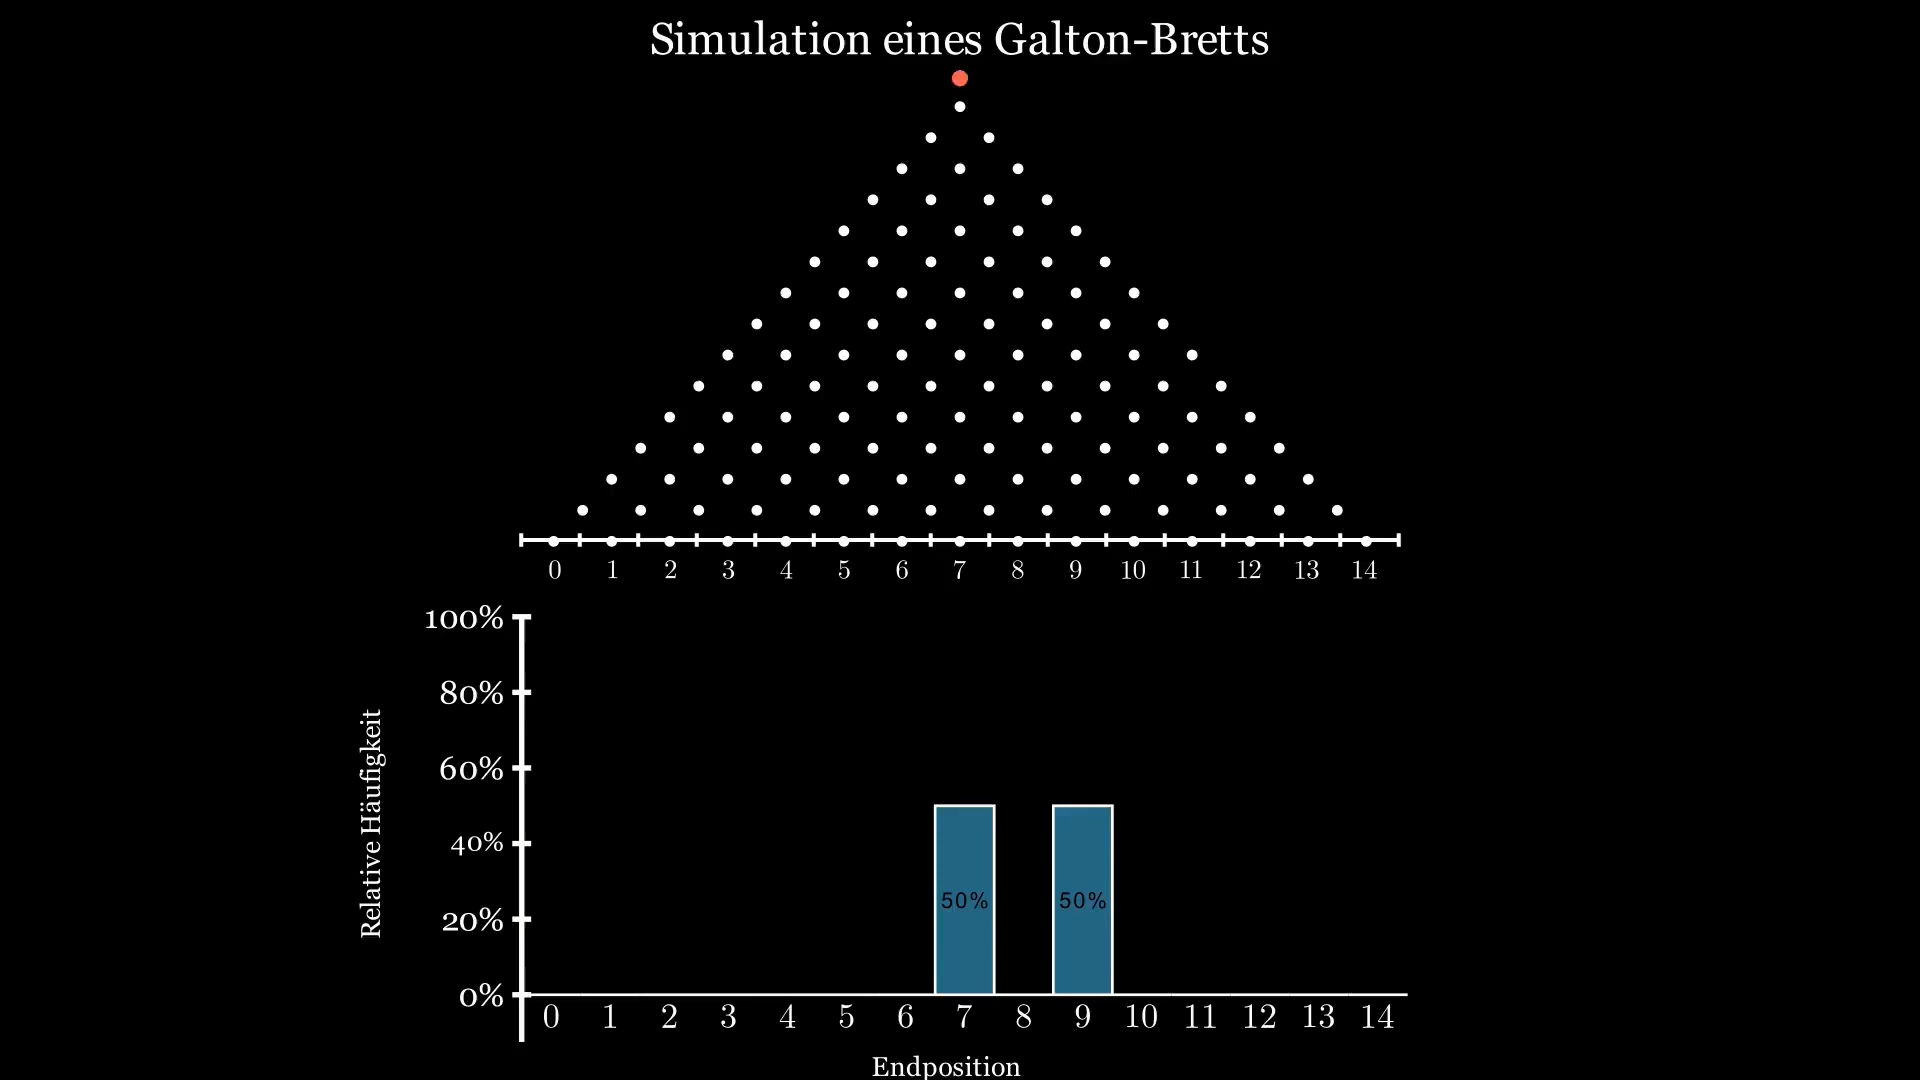 Simulation eines Galton-Bretts
0 1 2 3 4 5 6 7 8 9 10 11 12 13 14
100%
80%
60%
40%
20%
0%
Relative Häufigkeit
50% 50%
0 1 2 3 4 5 6 7 8 9 10 11 12 13 14
Endposition